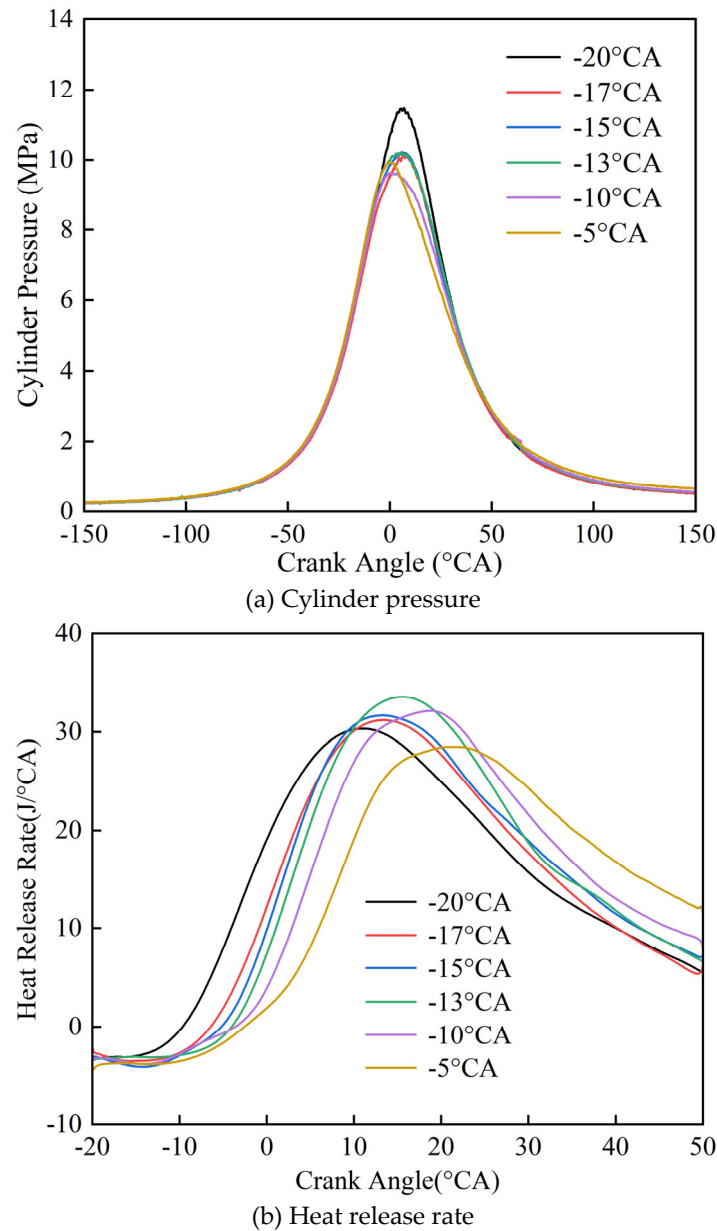 14
12
10
8
6
4
2
0
Cylinder Pressure (MPa)
-20°CA
-17°CA
-15°CA
-13°CA
-10°CA
-5°CA
-150
-100
-50
0
50
100
150
Crank Angle (°CA)
(a) Cylinder pressure
40
30
20
10
0
-10
Heat Release Rate(J/°CA)
-20°CA
-17°CA
-15°CA
-13°CA
-10°CA
-5°CA
-20
-10
0
10
20
30
40
50
Crank Angle(°CA)
(b) Heat release rate